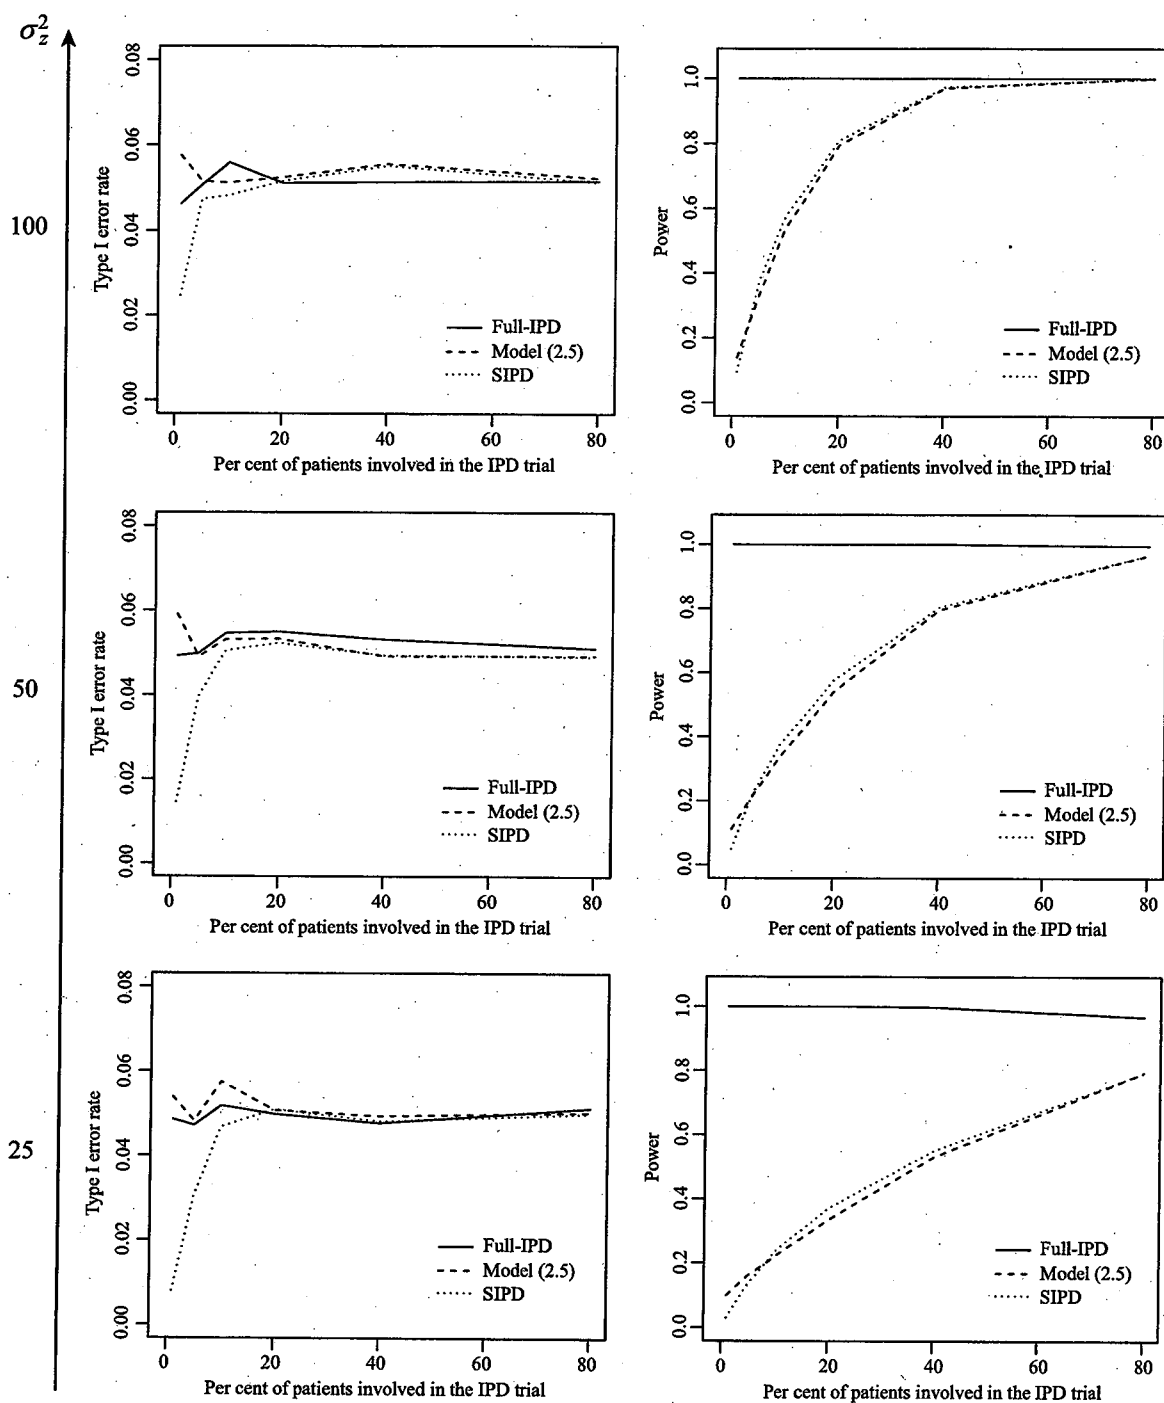 σ²_z
100
50
25
Type I error rate
0.08
0.06
0.04
0.02
0.00
Full-IPD
Model (2.5)
SIPD
0 20 40 60 80
Per cent of patients involved in the IPD trial
Power
1.0
0.8
0.6
0.4
0.2
0.0
Full-IPD
Model (2.5)
SIPD
0 20 40 60 80
Per cent of patients involved in the IPD trial
Type I error rate
0.08
0.06
0.04
0.02
0.00
Full-IPD
Model (2.5)
SIPD
0 20 40 60 80
Per cent of patients involved in the IPD trial
Power
1.0
0.8
0.6
0.4
0.2
0.0
Full-IPD
Model (2.5)
SIPD
0 20 40 60 80
Per cent of patients involved in the IPD trial
Type I error rate
0.08
0.06
0.04
0.02
0.00
Full-IPD
Model (2.5)
SIPD
0 20 40 60 80
Per cent of patients involved in the IPD trial
Power
1.0
0.8
0.6
0.4
0.2
0.0
Full-IPD
Model (2.5)
SIPD
0 20 40 60 80
Per cent of patients involved in the IPD trial